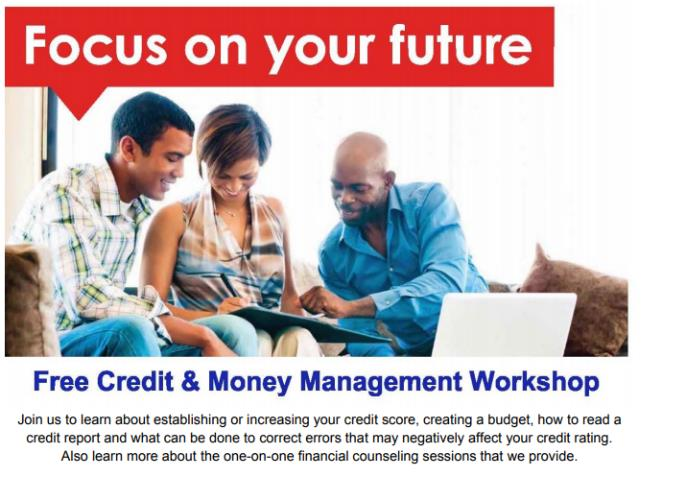 Focus on your future
Free Credit & Money Management Workshop
Join us to learn about establishing or increasing your credit score, creating a budget, how to read a
credit report and what can be done to correct errors that may negatively affect your credit rating.
Also learn more about the one-on-one financial counseling sessions that we provide.